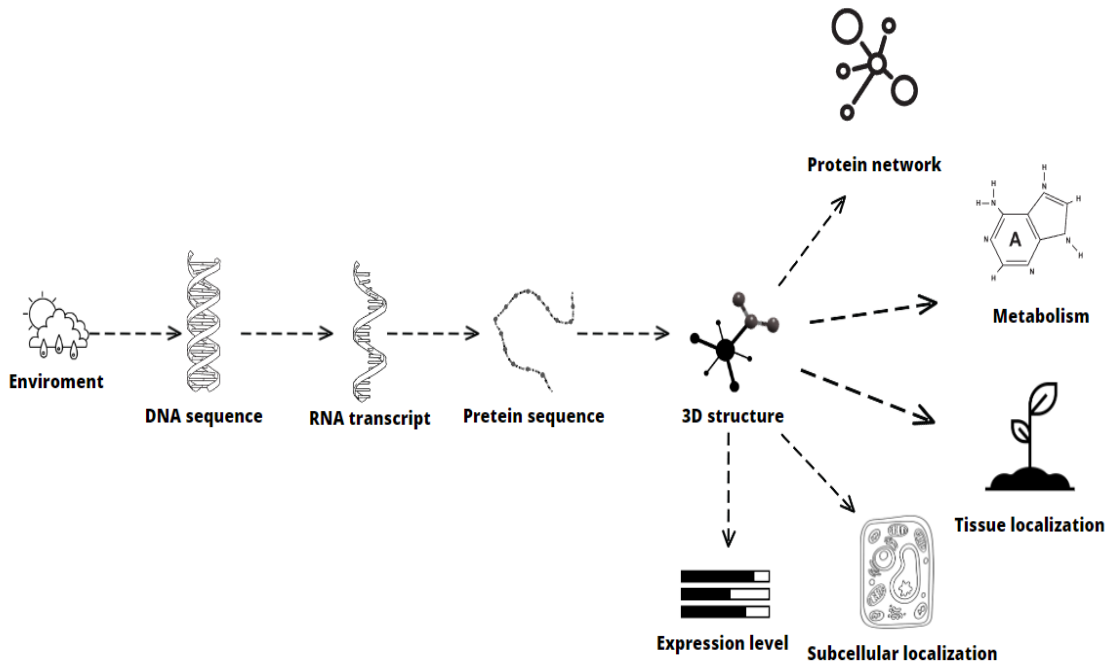 Protein network
H
H
N
H
N
H
A
N
N
H
H
N
H
Metabolism
Enviroment
DNA sequence
RNA transcript
Pretein sequence
3D structure
Tissue localization
Expression level
Subcellular localization